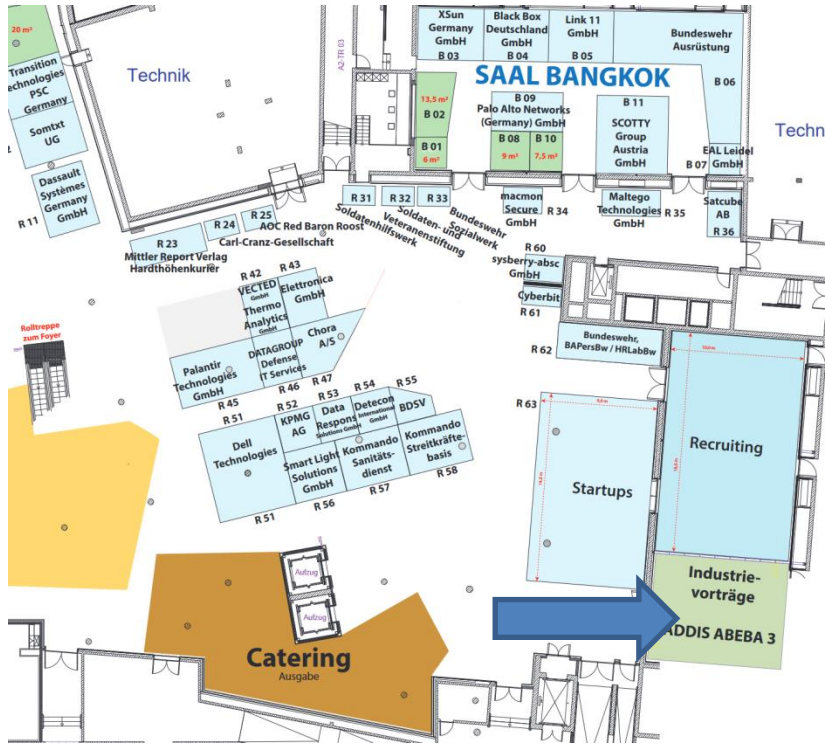 20 m²
Transition
Technologies
PSC
Germany
Somtxt
UG
Dassault
Systèmes
Germany
GmbH
R 11
Technik
A2-TR 03
XSun
Germany
GmbH
B 03
Black Box
Deutschland
GmbH
B 04
Link 11
GmbH
B 05
Bundeswehr
Ausrüstung
B 06
SAAL BANGKOK
13,5 m²
B 02
B 01
6 m²
B 09
Palo Alto Networks
(Germany) GmbH
B 08
9 m²
B 10
7,5 m²
B 11
SCOTTY
Group
Austria
GmbH
B 07
EAL Leidel
GmbH
Techn
R 23
Mittler Report Verlag
Hardthöhenkurier
R 24
R 25
AOC Red Baron Roost
Carl-Cranz-Gesellschaft
R 31
Soldatenhilfswerk
R 32
Soldaten- und
Veteranenstiftung
R 33
Bundeswehr
Sozialwerk
macmon
Secure
GmbH
R 34
Maltego
Technologies
GmbH
R 35
Satcube
AB
R 36
R 42
VECTED
GmbH
Thermo
Analytics
GmbH
R 43
Elettronica
GmbH
R 60
sysberry-absc
GmbH
Cyberbit
R 61
Rolltreppe
zum Foyer
Palantir
Technologies
GmbH
R 45
DATAGROUP
Defense
IT Services
R 46
Chora
A/S
R 47
R 62
Bundeswehr,
BAPersBw / HRLabBw
R 51
Dell
Technologies
R 51
R 52
KPMG
AG
R 53
Data
Respons
Solutions GmbH
R 54
Detecon
International
GmbH
R 55
BDSV
Smart Light
Solutions
GmbH
R 56
Kommando
Sanitäts-
dienst
R 57
Kommando
Streitkräfte-
basis
R 58
R 63
Startups
Recruiting
10,0 m
Aufzug
Aufzug
Catering
Ausgabe
Industrie-
vorträge
ADDIS ABEBA 3